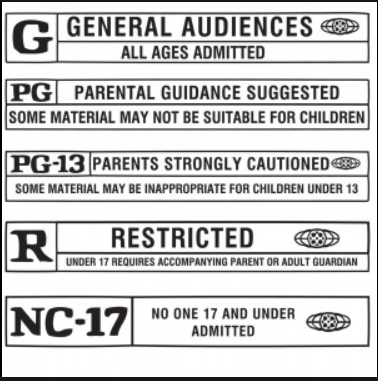 G
GENERAL AUDIENCES
ALL AGES ADMITTED
PG
PARENTAL GUIDANCE SUGGESTED
SOME MATERIAL MAY NOT BE SUITABLE FOR CHILDREN
PG-13
PARENTS STRONGLY CAUTIONED
SOME MATERIAL MAY BE INAPPROPRIATE FOR CHILDREN UNDER 13
R
RESTRICTED
UNDER 17 REQUIRES ACCOMPANYING PARENT OR ADULT GUARDIAN
NC-17
NO ONE 17 AND UNDER
ADMITTED